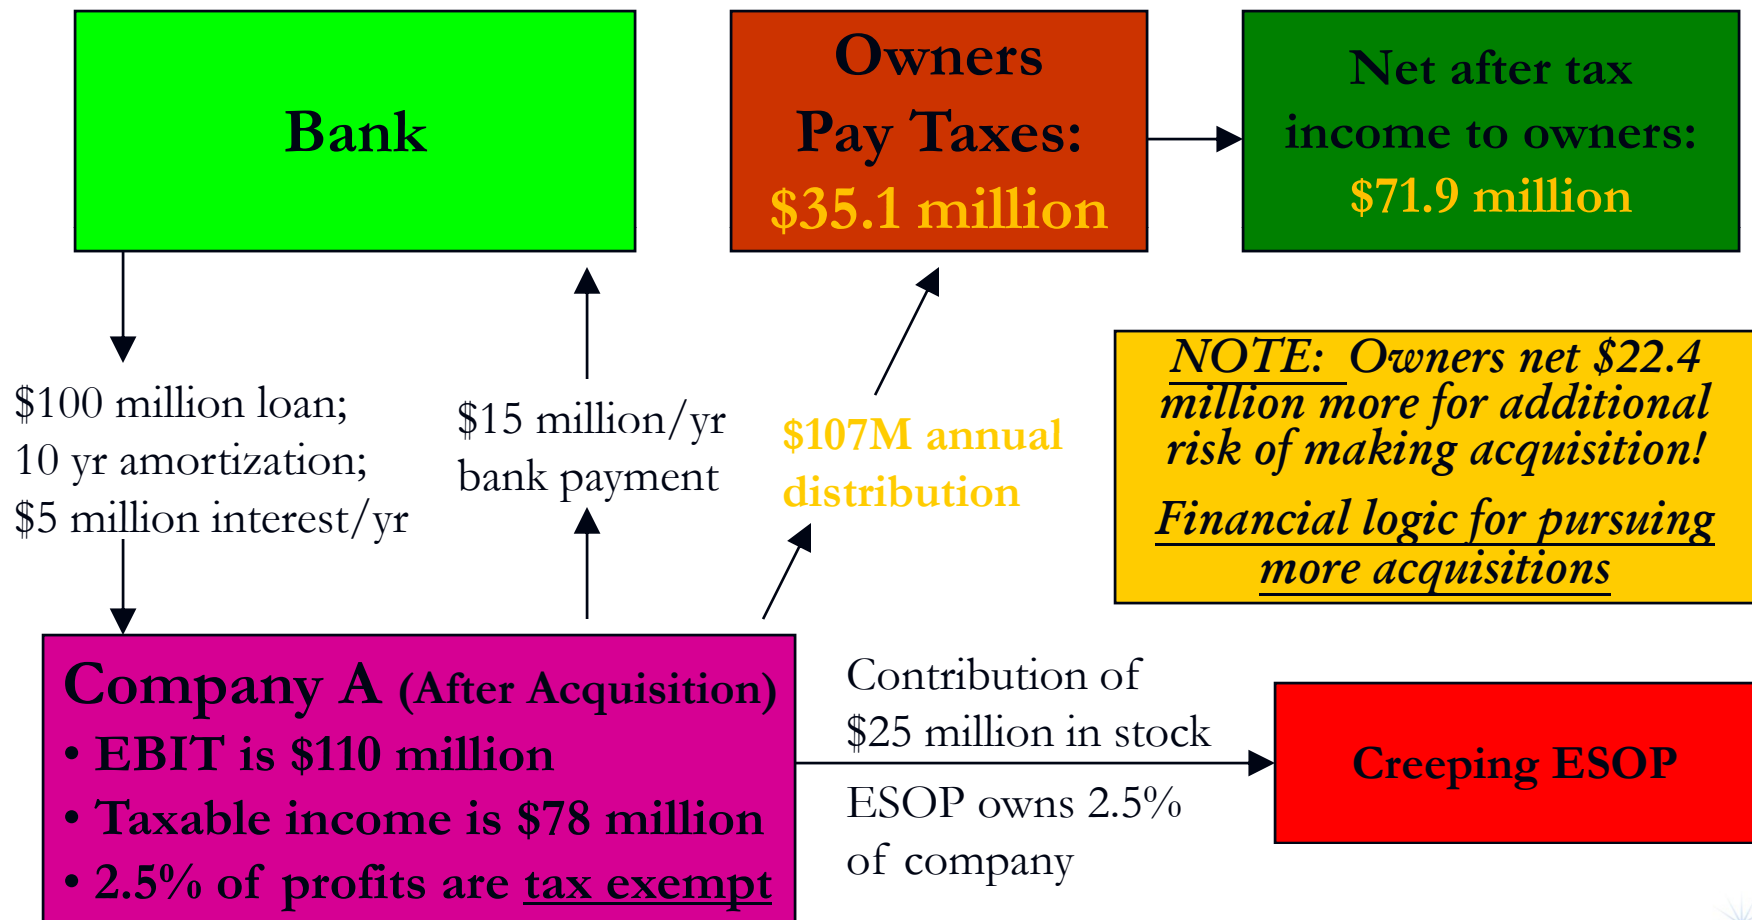 Bank
Owners
Pay Taxes:
$35.1 million
Net after tax
income to owners:
$71.9 million
$100 million loan;
10 yr amortization;
$5 million interest/yr
$15 million/yr
bank payment
$107M annual
distribution
NOTE: Owners net $22.4
million more for additional
risk of making acquisition!
Financial logic for pursuing
more acquisitions
Company A (After Acquisition)
• EBIT is $110 million
• Taxable income is $78 million
• 2.5% of profits are tax exempt
Contribution of
$25 million in stock
ESOP owns 2.5%
of company
Creeping ESOP